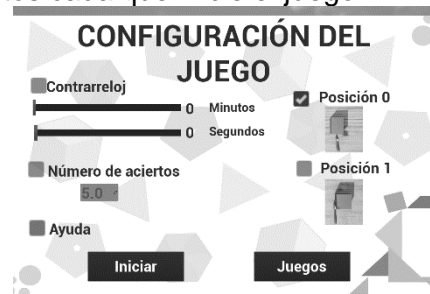 CONFIGURACIÓN DEL
JUEGO
Contrarreloj
0 Minutos
0 Segundos
Posición 0
Número de aciertos
5.0
Posición 1
Ayuda
Iniciar
Juegos